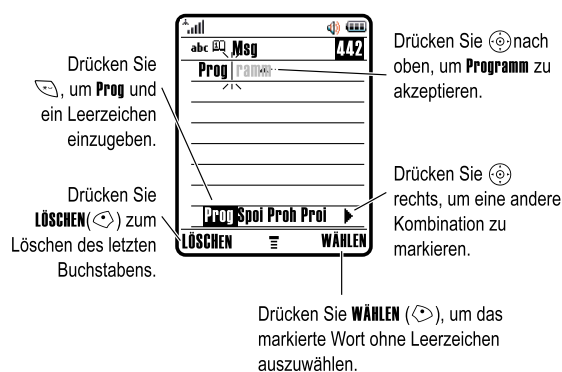 abc Msg 442
Prog ramm
Prog Spoi Proh Proi
LÖSCHEN WÄHLEN
Drücken Sie
, um Prog und
ein Leerzeichen
einzugeben.
Drücken Sie
LÖSCHEN( ) zum
Löschen des letzten
Buchstabens.
Drücken Sie nach
oben, um Programm zu
akzeptieren.
Drücken Sie
rechts, um eine andere
Kombination zu
markieren.
Drücken Sie WÄHLEN ( ), um das
markierte Wort ohne Leerzeichen
auszuwählen.